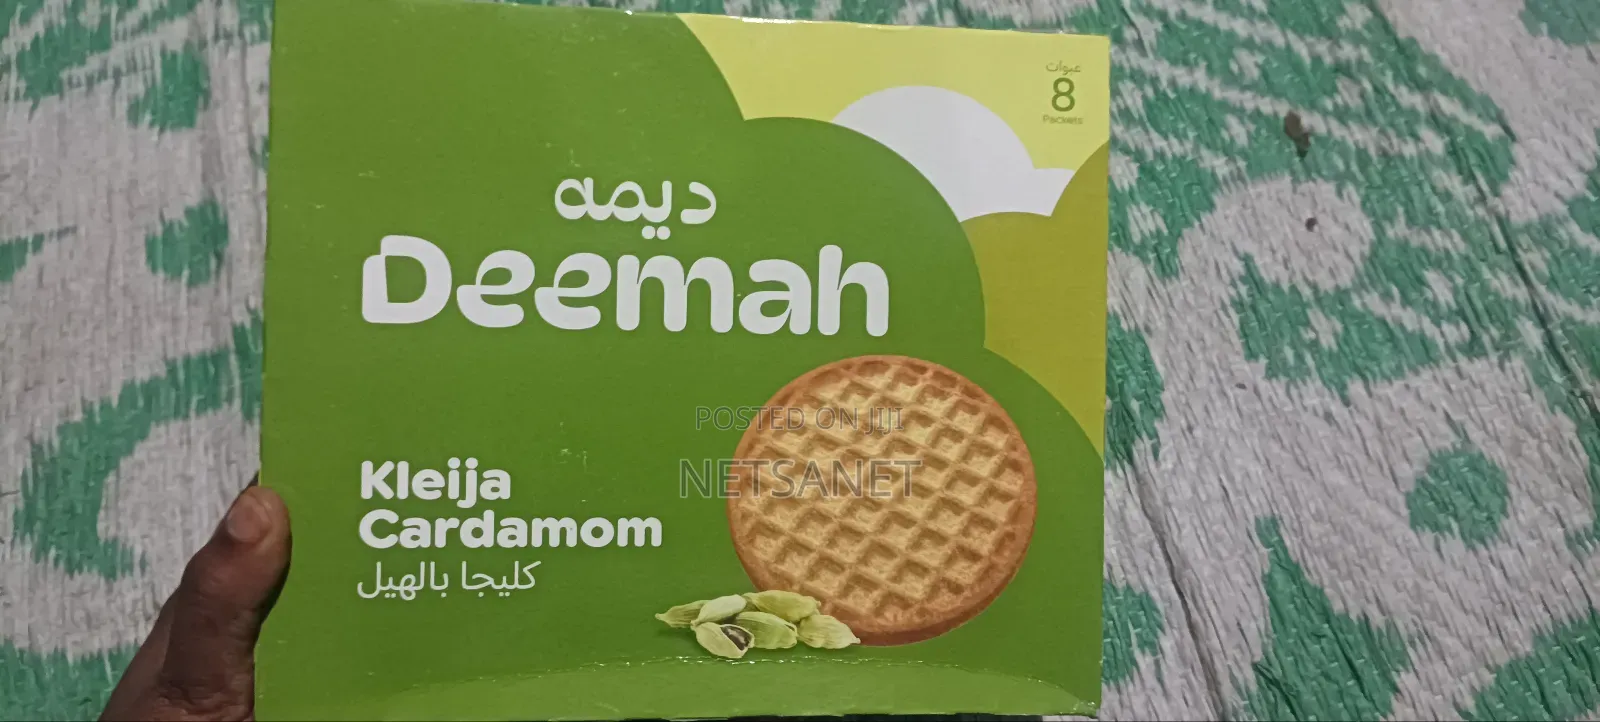 عبوات
8
Packets
ديمه
Deemah
POSTED ON JIJI
NETSANET
Kleija
Cardamom
كليجا بالهيل